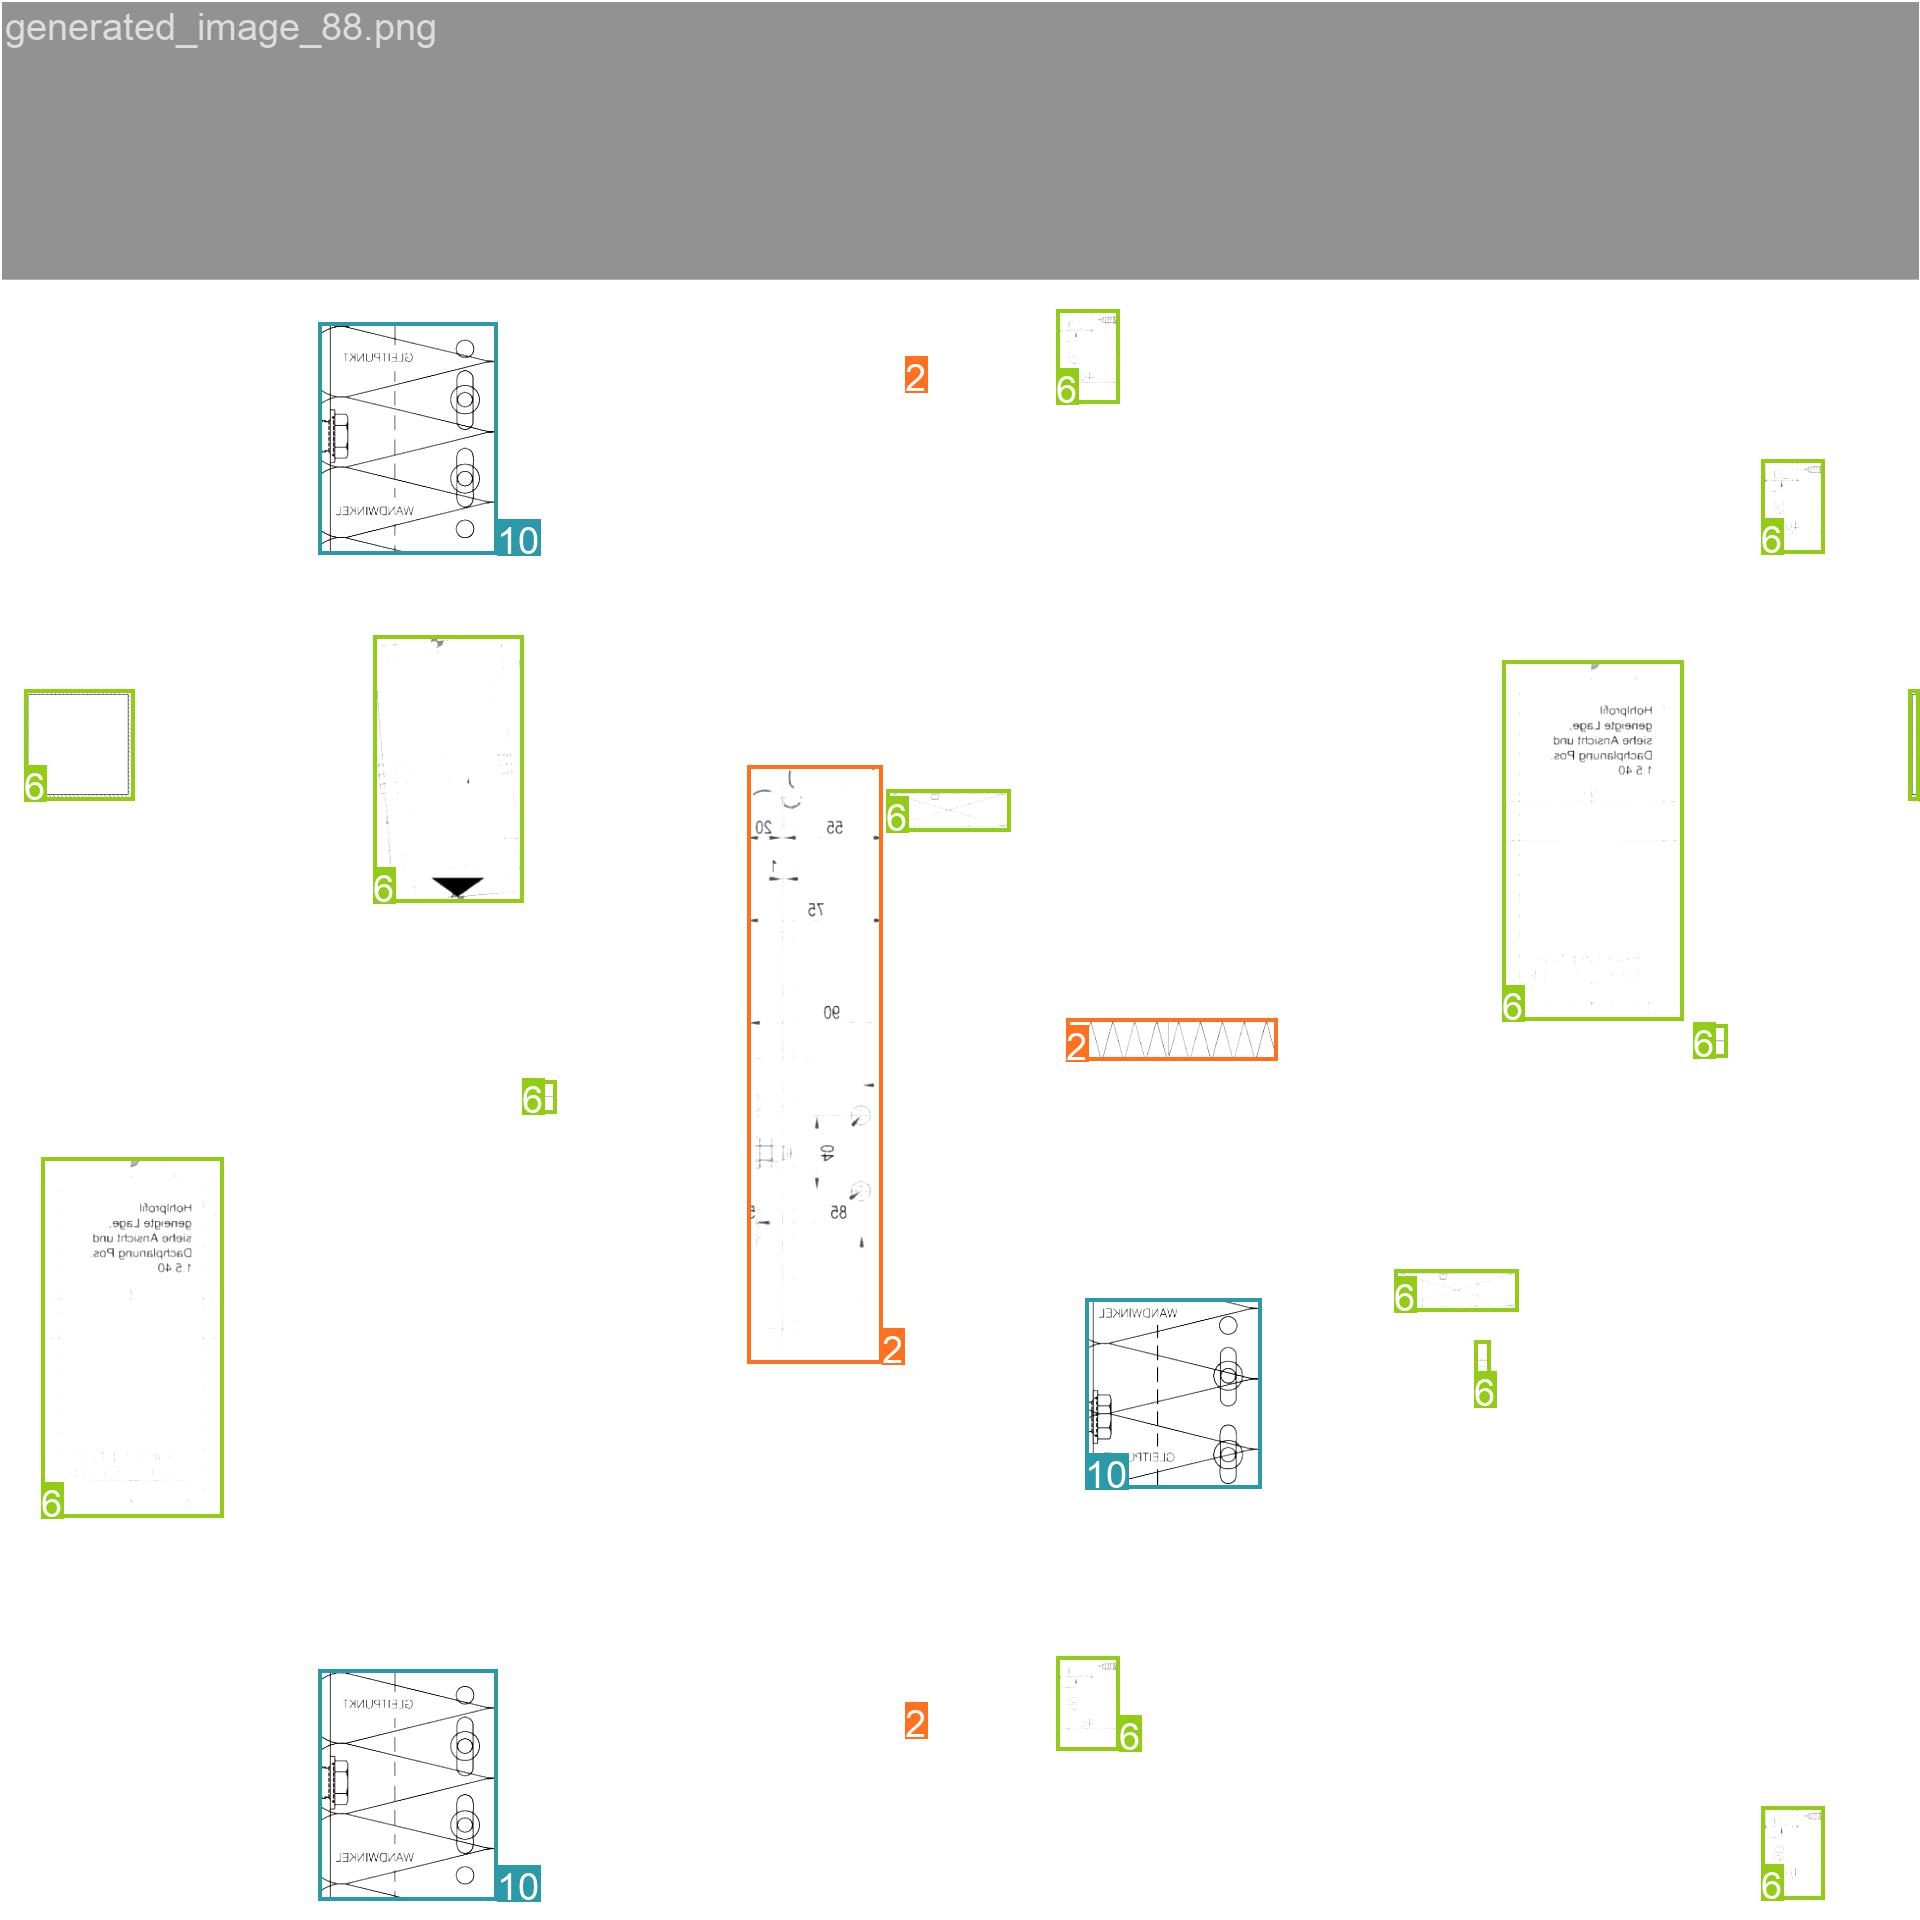 generated_image_88.png
6
2
GLEITPUNKT
WANDWINKEL
10
6
6
6
Hohlprofil
geneigte Lage,
siehe Ansicht und
Dachplanung Pos.
1.5.40
6
20
55
1
75
90
40
85
5
2
6
2
6
6
Hohlprofil
geneigte Lage,
siehe Ansicht und
Dachplanung Pos.
1.5.40
6
WANDWINKEL
10
6
6
2
6
GLEITPUNKT
WANDWINKEL
10
6